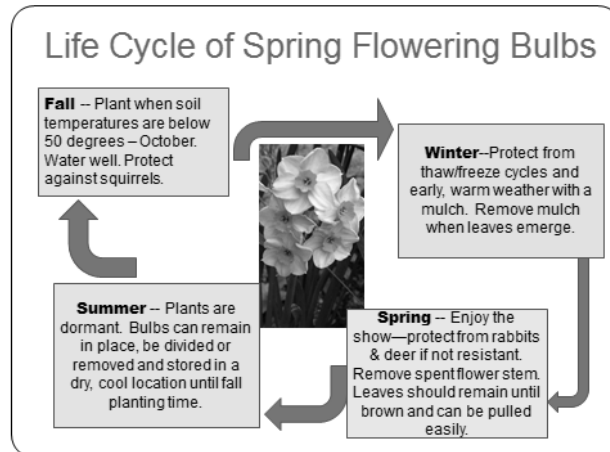 Life Cycle of Spring Flowering Bulbs
Fall -- Plant when soil
temperatures are below
50 degrees – October.
Water well. Protect
against squirrels.
Winter--Protect from
thaw/freeze cycles and
early, warm weather with a
mulch. Remove mulch
when leaves emerge.
Spring -- Enjoy the
show—protect from rabbits
& deer if not resistant.
Remove spent flower stem.
Leaves should remain until
brown and can be pulled
easily.
Summer -- Plants are
dormant. Bulbs can remain
in place, be divided or
removed and stored in a
dry, cool location until fall
planting time.